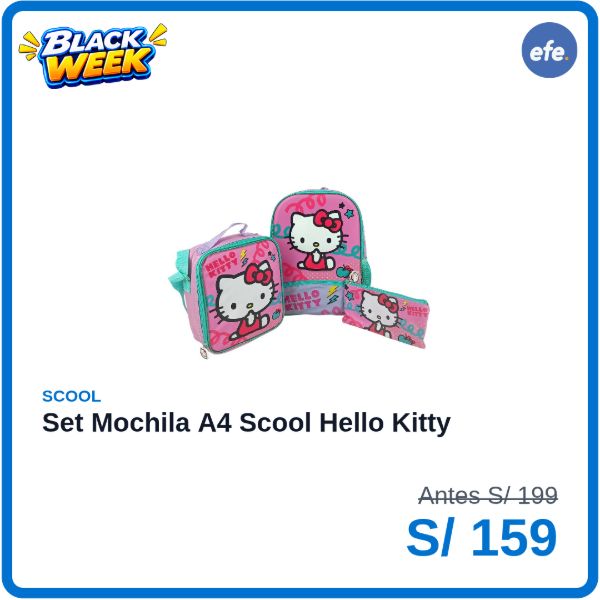 BLACK
WEEK
efe.
HELLO
KITTY
HELLO
KITTY
SCOOL
Set Mochila A4 Scool Hello Kitty
Antes S/ 199
S/ 159